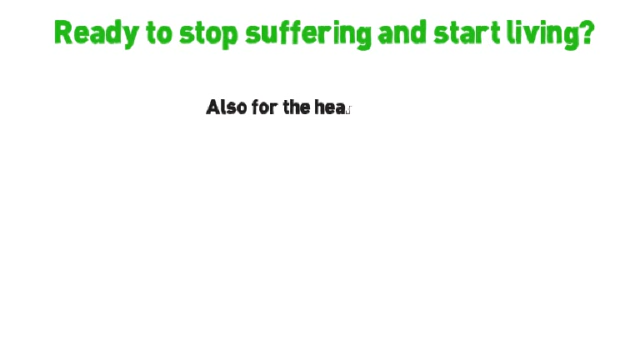 Ready to stop suffering and start living?
Also for the hea